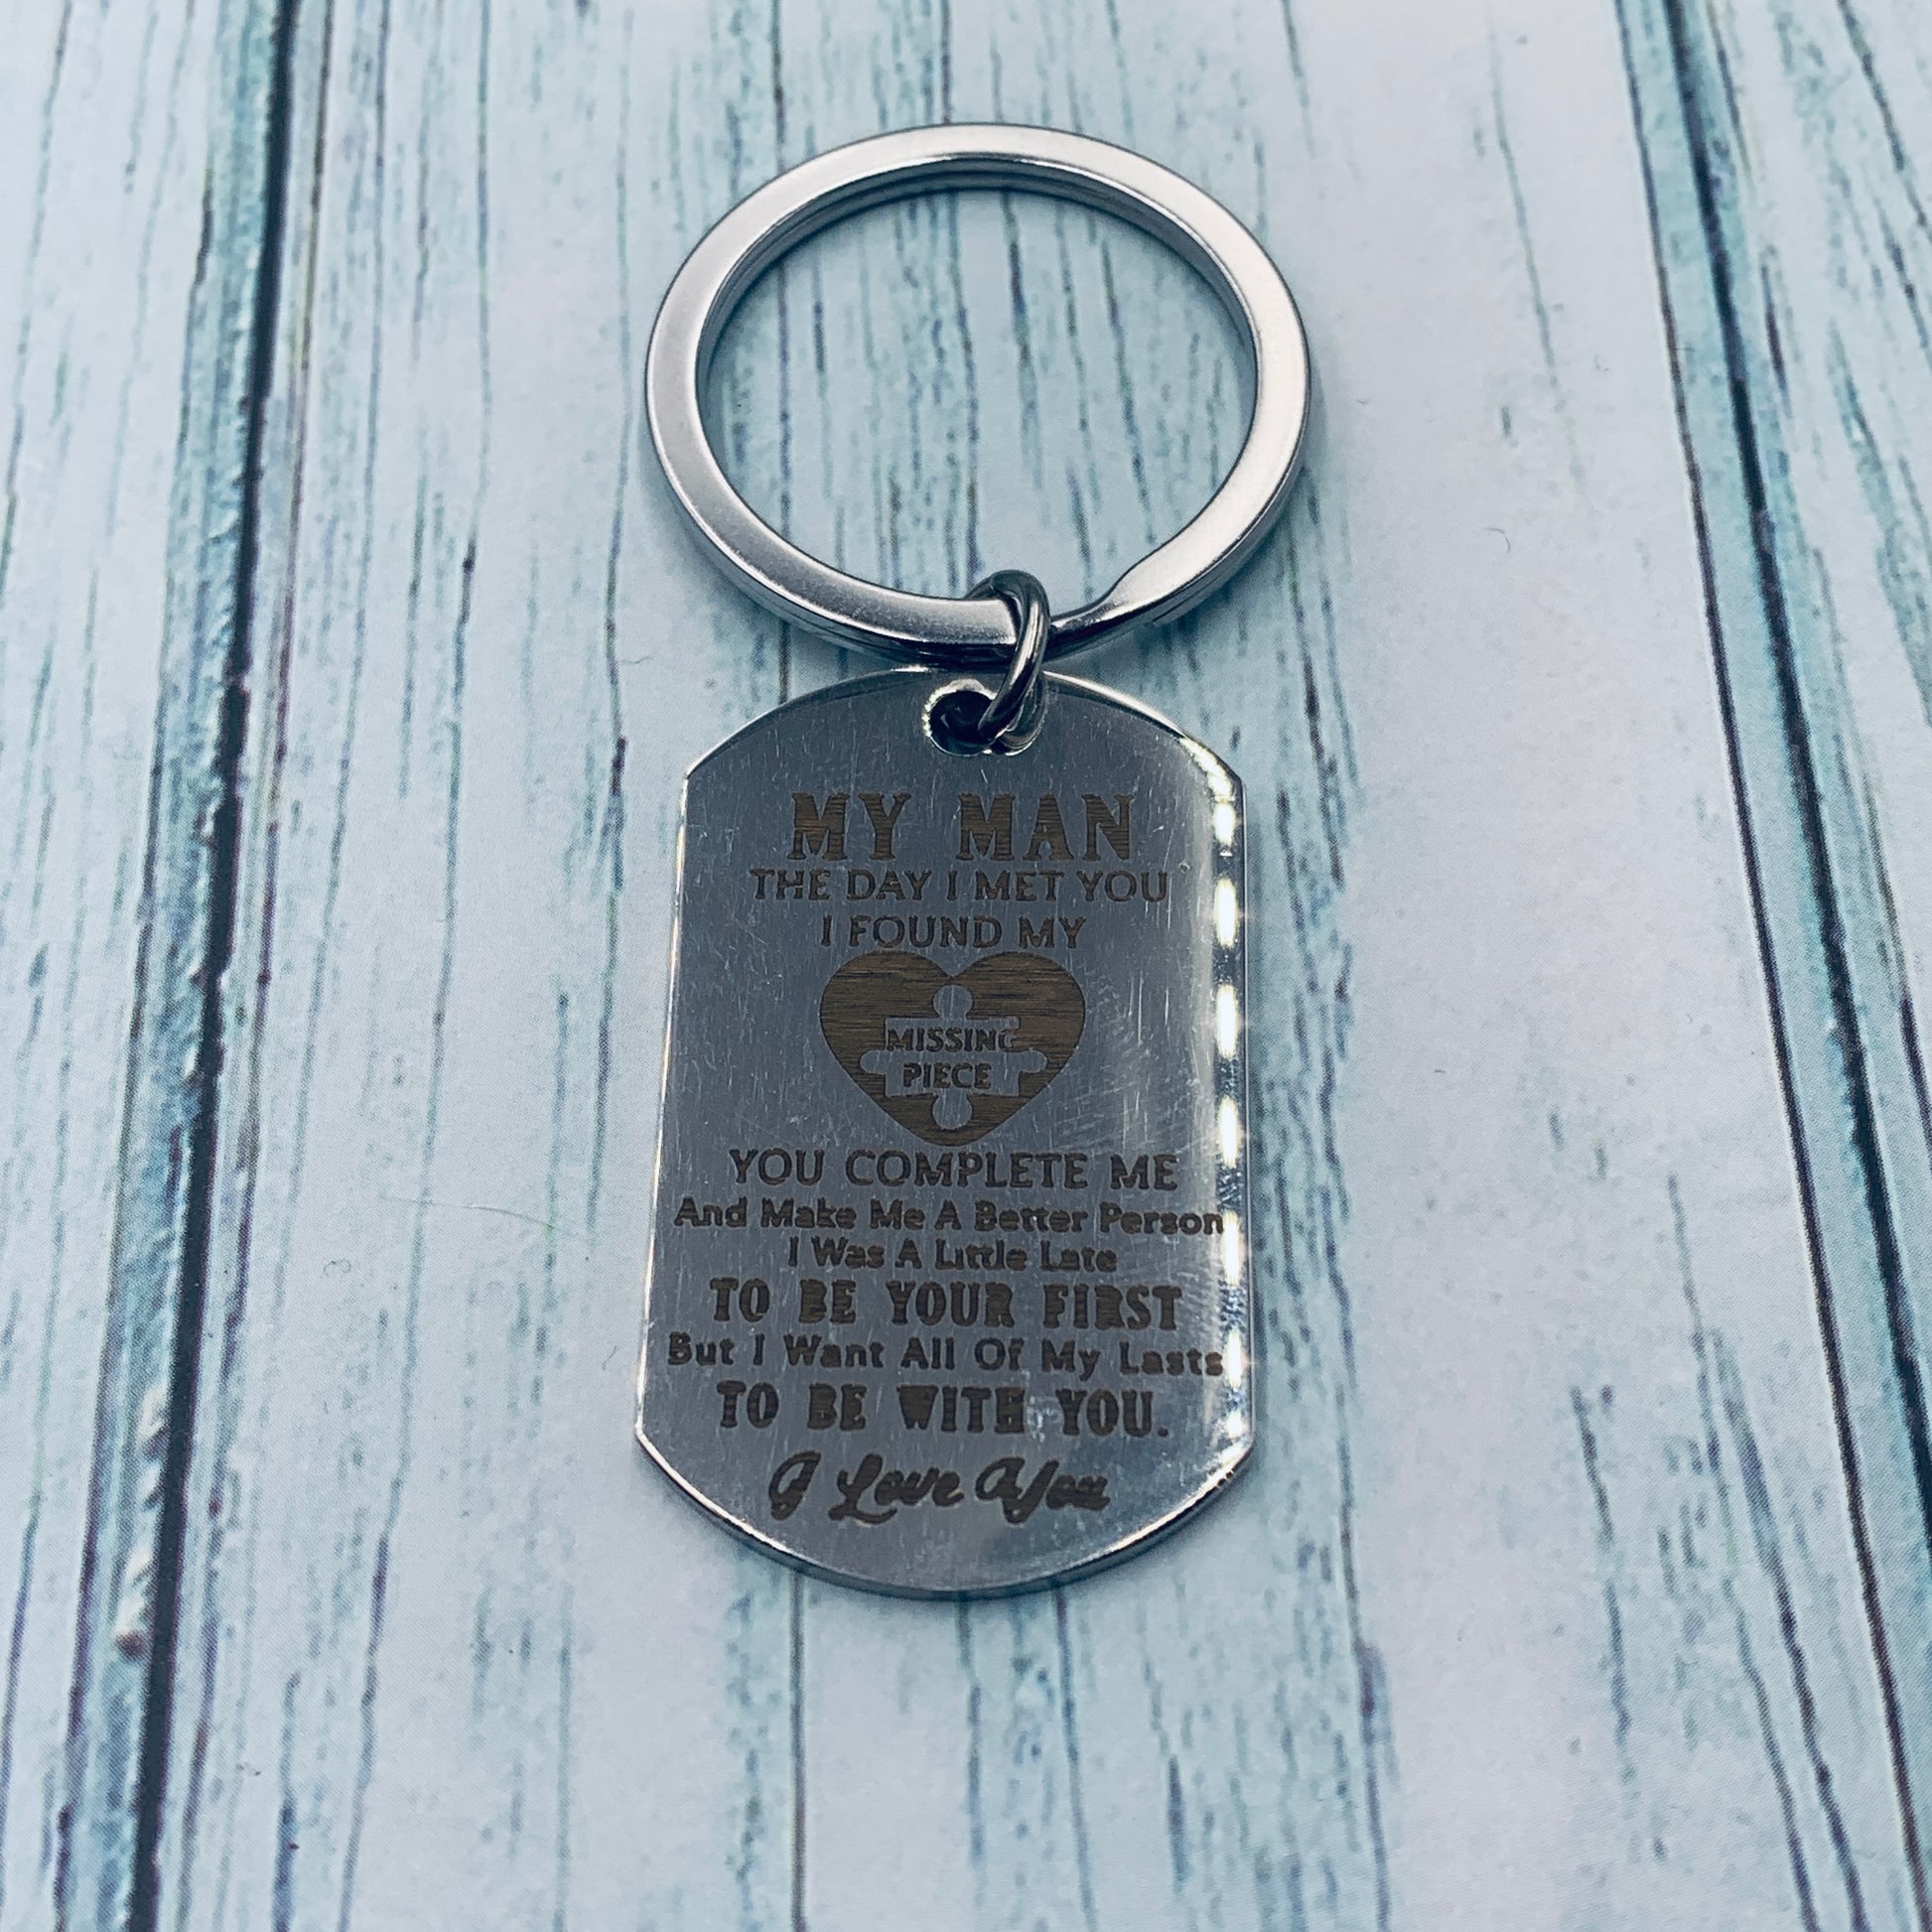 MY MAN
THE DAY I MET YOU
I FOUND MY
MISSING
PIECE
YOU COMPLETE ME
And Make Me A Better Person
I Was A Little Late
TO BE YOUR FIRST
But I Want All Of My Lasts
TO BE WITH YOU.
I Love You